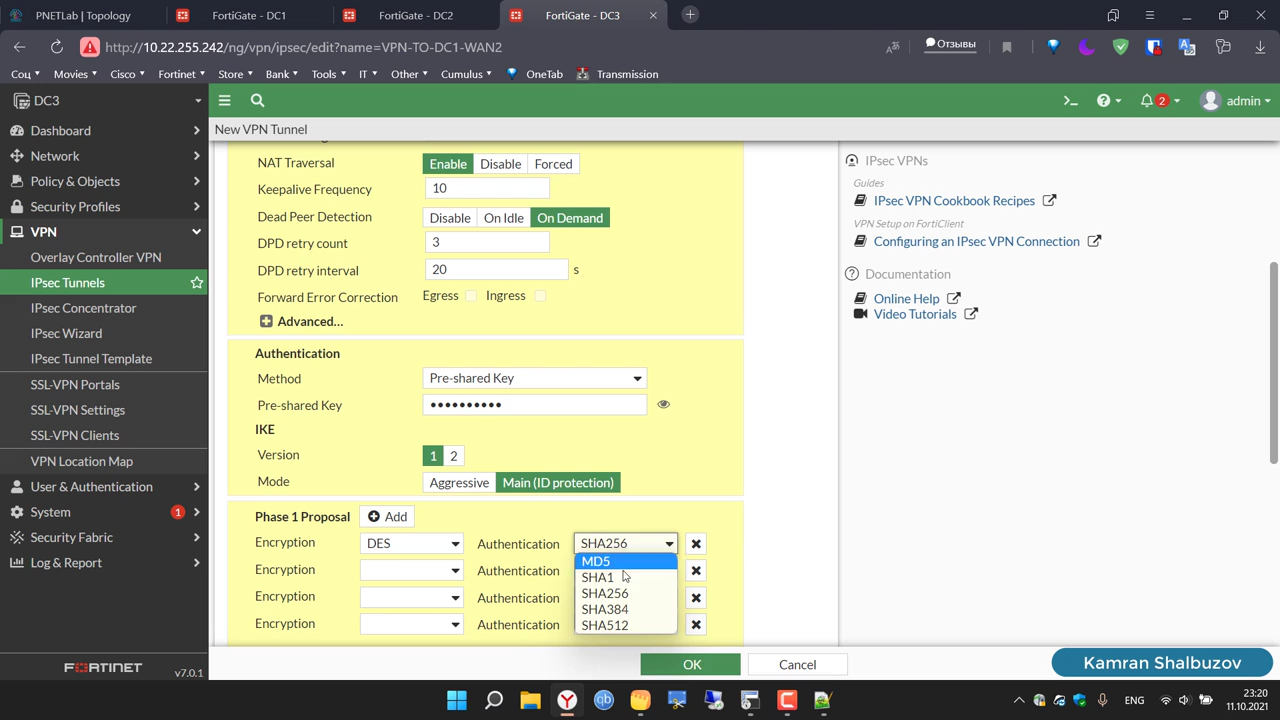 PNETLab | Topology
FortiGate - DC1
FortiGate - DC2
FortiGate - DC3
http://10.22.255.242/ng/vpn/ipsec/edit?name=VPN-TO-DC1-WAN2
Отзывы
Соц
Movies
Cisco
Fortinet
Store
Bank
Tools
IT
Other
Cumulus
OneTab
Transmission
DC3
2
admin
New VPN Tunnel
Dashboard
Network
Policy & Objects
Security Profiles
VPN
Overlay Controller VPN
IPsec Tunnels
IPsec Concentrator
IPsec Wizard
IPsec Tunnel Template
SSL-VPN Portals
SSL-VPN Settings
SSL-VPN Clients
VPN Location Map
User & Authentication
System
1
Security Fabric
Log & Report
FORTINET
v7.0.1
NAT Traversal Enable Disable Forced
Keepalive Frequency 10
Dead Peer Detection Disable On Idle On Demand
DPD retry count 3
DPD retry interval 20 s
Forward Error Correction Egress Ingress
Advanced...
Authentication
Method Pre-shared Key
Pre-shared Key ••••••••••
IKE
Version 1 2
Mode Aggressive Main (ID protection)
Phase 1 Proposal Add
Encryption DES Authentication SHA256
Encryption Authentication
Encryption Authentication
Encryption Authentication
MD5
SHA1
SHA256
SHA384
SHA512
OK
Cancel
IPsec VPNs
Guides
IPsec VPN Cookbook Recipes
VPN Setup on FortiClient
Configuring an IPsec VPN Connection
Documentation
Online Help
Video Tutorials
Kamran Shalbuzov
ENG
23:20
11.10.2021